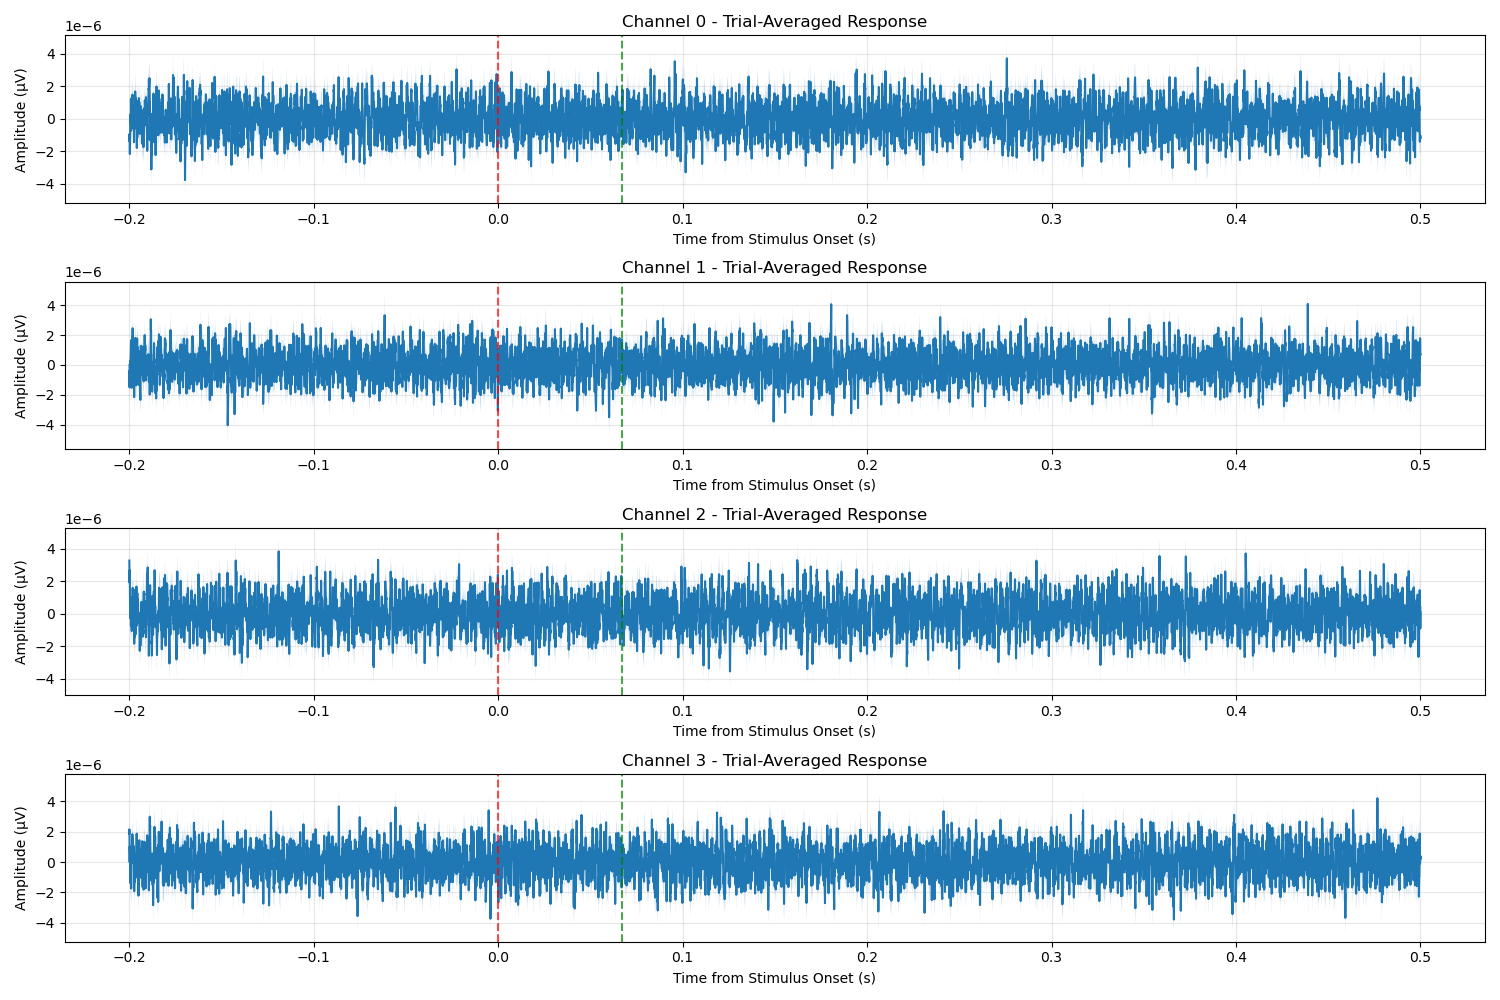 Channel 0 - Trial-Averaged Response
1e−6
Amplitude (µV)
4
2
0
−2
−4
−0.2 −0.1 0.0 0.1 0.2 0.3 0.4 0.5
Time from Stimulus Onset (s)
Channel 1 - Trial-Averaged Response
1e−6
Amplitude (µV)
4
2
0
−2
−4
−0.2 −0.1 0.0 0.1 0.2 0.3 0.4 0.5
Time from Stimulus Onset (s)
Channel 2 - Trial-Averaged Response
1e−6
Amplitude (µV)
4
2
0
−2
−4
−0.2 −0.1 0.0 0.1 0.2 0.3 0.4 0.5
Time from Stimulus Onset (s)
Channel 3 - Trial-Averaged Response
1e−6
Amplitude (µV)
4
2
0
−2
−4
−0.2 −0.1 0.0 0.1 0.2 0.3 0.4 0.5
Time from Stimulus Onset (s)